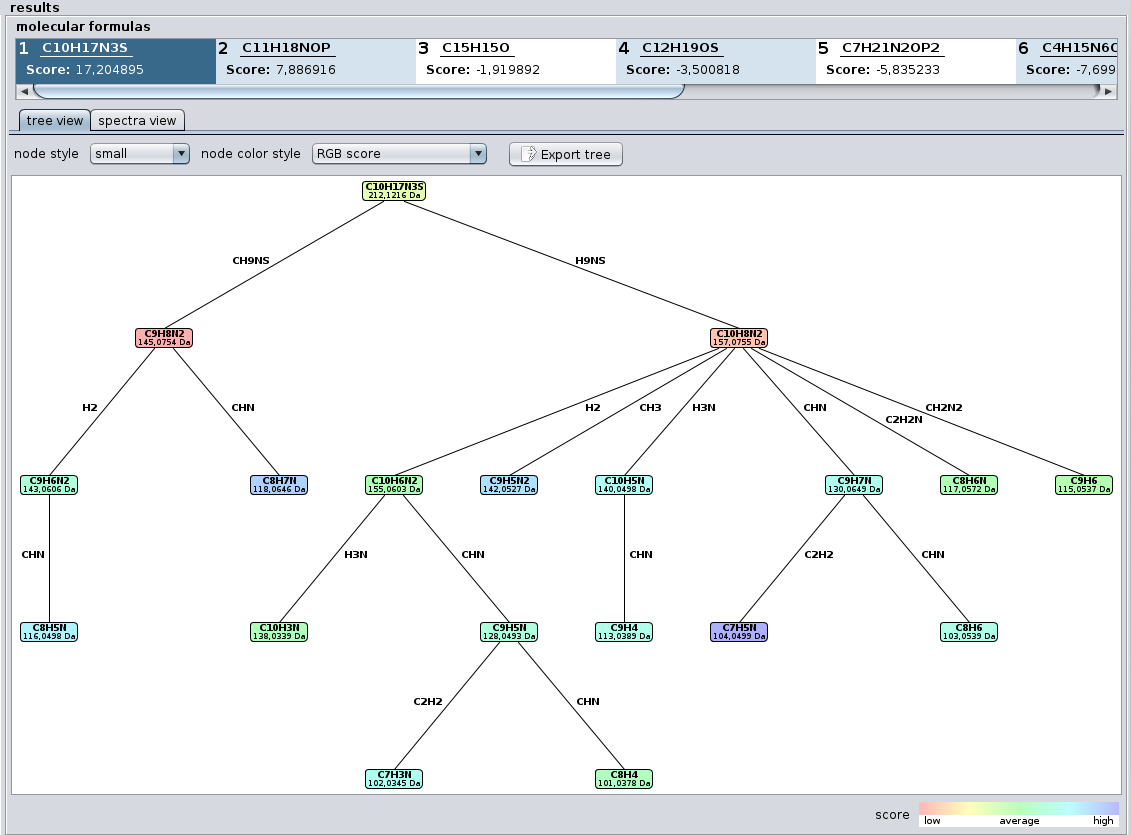 results
molecular formulas
1 C10H17N3S 2 C11H18NOP 3 C15H15O 4 C12H19OS 5 C7H21N2OP2 6 C4H15N6O
Score: 17,204895 Score: 7,886916 Score: -1,919892 Score: -3,500818 Score: -5,835233 Score: -7,699
tree view spectra view
node style small node color style RGB score Export tree
C10H17N3S
212,1216 Da
CH9NS H9NS
C9H8N2 C10H8N2
145,0754 Da 157,0755 Da
H2 CHN H2 CH3 H3N CHN CH2N2
C2H2N
C9H6N2 C8H7N C10H6N2 C9H5N2 C10H5N C9H7N C8H6N C9H6
143,0606 Da 118,0646 Da 155,0603 Da 142,0527 Da 140,0498 Da 130,0649 Da 117,0572 Da 115,0537 Da
CHN H3N CHN CHN C2H2 CHN
C8H5N C10H3N C9H5N C9H4 C7H5N C8H6
116,0498 Da 138,0339 Da 128,0493 Da 113,0389 Da 104,0499 Da 103,0539 Da
C2H2 CHN
C7H3N C8H4
102,0345 Da 101,0378 Da
score
low average high